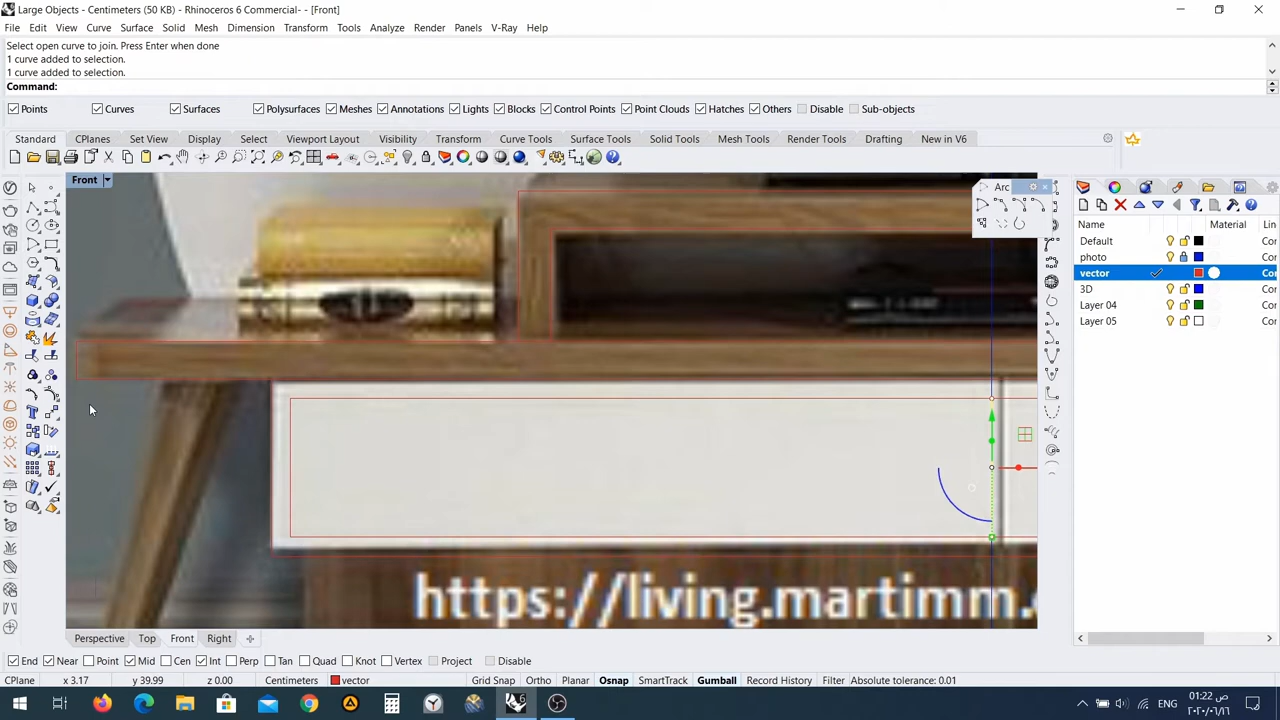 Large Objects - Centimeters (50 KB) - Rhinoceros 6 Commercial- - [Front]
File Edit View Curve Surface Solid Mesh Dimension Transform Tools Analyze Render Panels V-Ray Help
Select open curve to join. Press Enter when done
1 curve added to selection.
1 curve added to selection.
Command:
Points Curves Surfaces Polysurfaces Meshes Annotations Lights Blocks Control Points Point Clouds Hatches Others Disable Sub-objects
Standard CPlanes Set View Display Select Viewport Layout Visibility Transform Curve Tools Surface Tools Solid Tools Mesh Tools Render Tools Drafting New in V6
Front
Arc
Name Material Lin
Default Con
photo Con
vector Con
3D Con
Layer 04 Con
Layer 05 Con
https://living.martimm.
Perspective Top Front Right
End Near Point Mid Cen Int Perp Tan Quad Knot Vertex Project Disable
CPlane x 3.17 y 39.99 z 0.00 Centimeters vector Grid Snap Ortho Planar Osnap SmartTrack Gumball Record History Filter Absolute tolerance: 0.01
ENG
01:22 ص